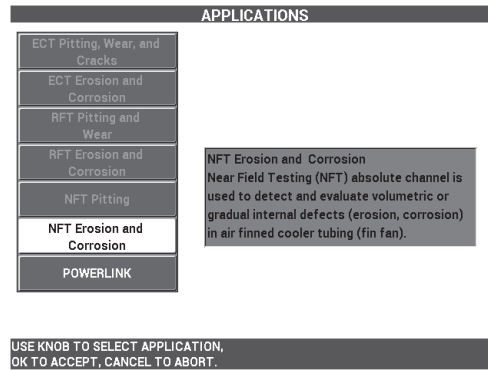 APPLICATIONS
ECT Pitting, Wear, and
Cracks
ECT Erosion and
Corrosion
RFT Pitting and
Wear
RFT Erosion and
Corrosion
NFT Pitting
NFT Erosion and
Corrosion
POWERLINK
NFT Erosion and Corrosion
Near Field Testing (NFT) absolute channel is
used to detect and evaluate volumetric or
gradual internal defects (erosion, corrosion)
in air finned cooler tubing (fin fan).
USE KNOB TO SELECT APPLICATION,
OK TO ACCEPT, CANCEL TO ABORT.